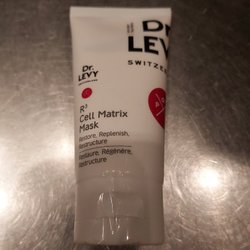 DR.
LEVY
SWITZE
Dr.
LEVY
R³
Cell Matrix
Mask
Restore, Replenish,
Restructure
Restaure, Régénère,
Restructure